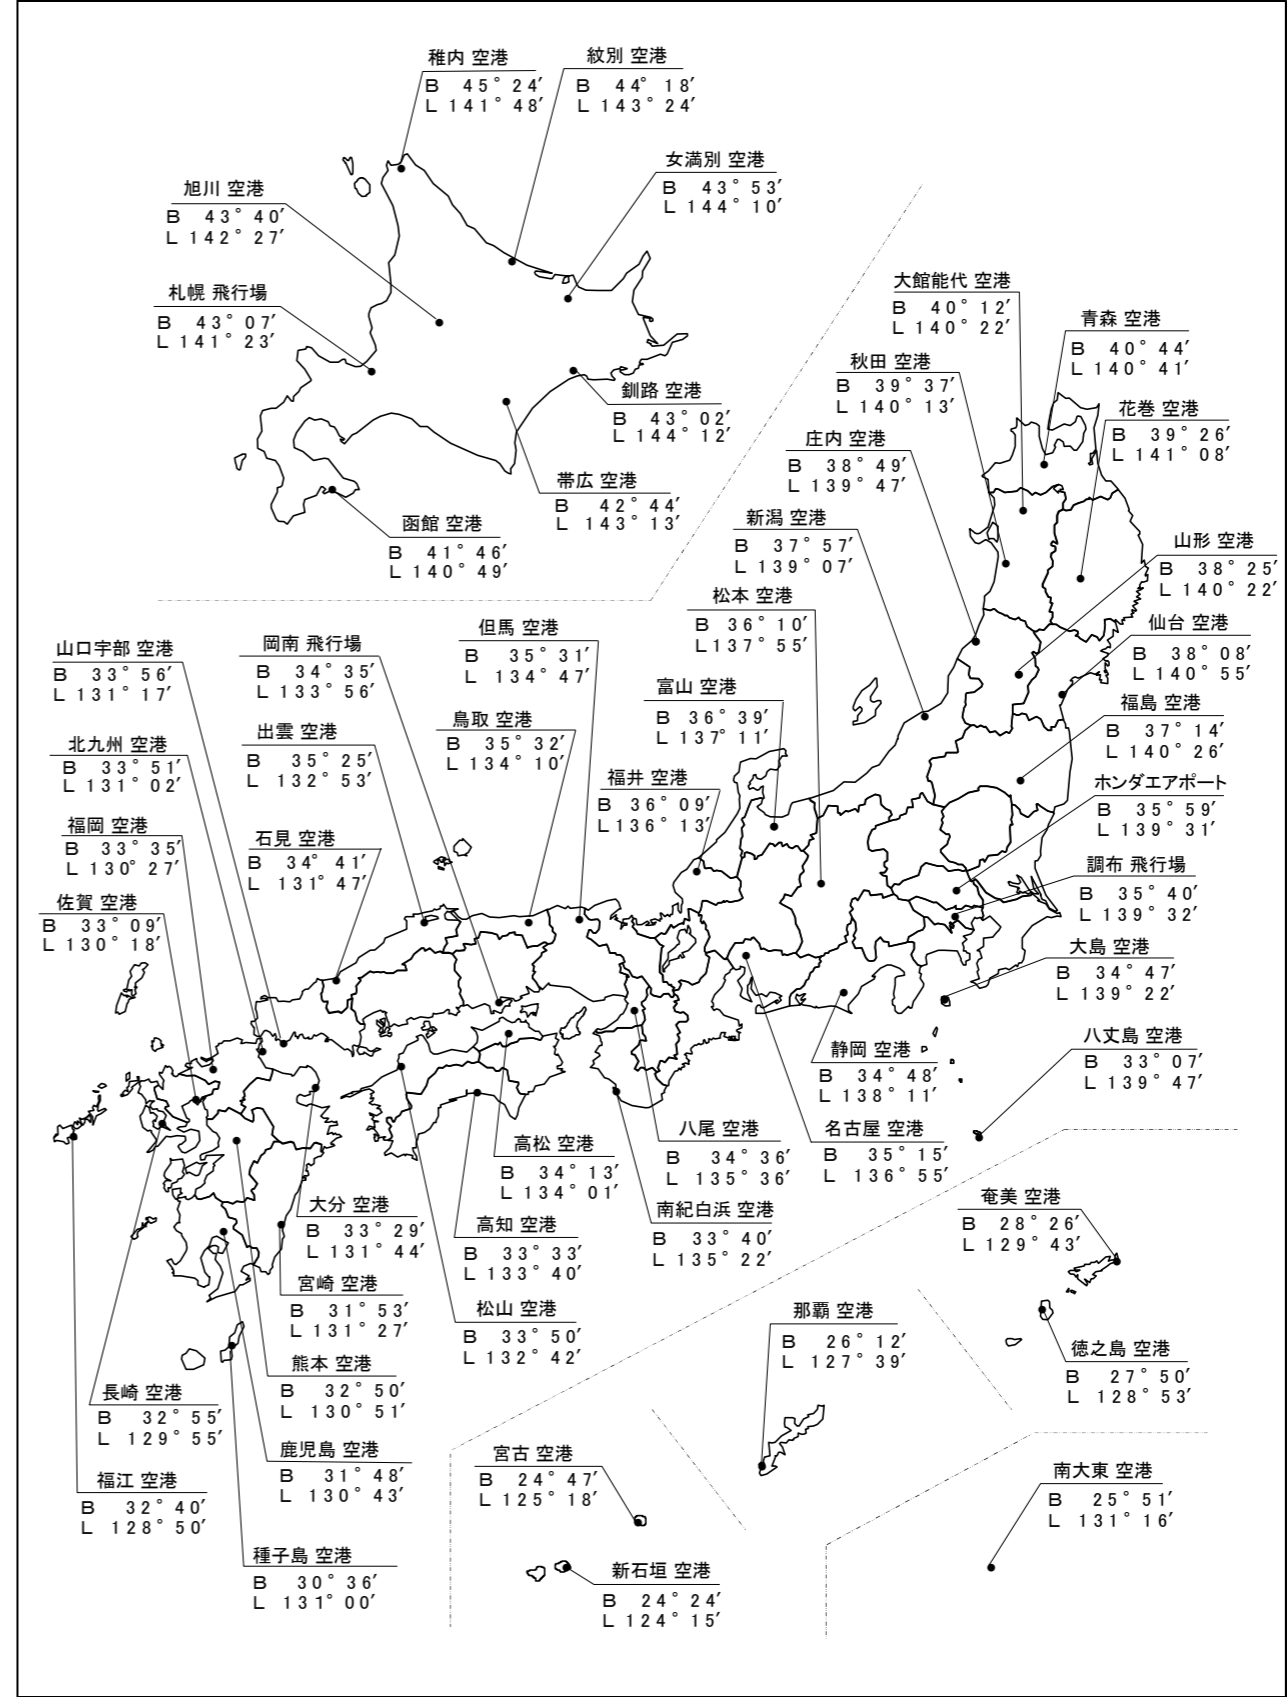 稚内 空港
B 45° 24′
L 141° 48′
紋別 空港
B 44° 18′
L 143° 24′
女満別 空港
B 43° 53′
L 144° 10′
旭川 空港
B 43° 40′
L 142° 27′
札幌 飛行場
B 43° 07′
L 141° 23′
釧路 空港
B 43° 02′
L 144° 12′
帯広 空港
B 42° 44′
L 143° 13′
函館 空港
B 41° 46′
L 140° 49′
大館能代 空港
B 40° 12′
L 140° 22′
青森 空港
B 40° 44′
L 140° 41′
秋田 空港
B 39° 37′
L 140° 13′
花巻 空港
B 39° 26′
L 141° 08′
庄内 空港
B 38° 49′
L 139° 47′
新潟 空港
B 37° 57′
L 139° 07′
山形 空港
B 38° 25′
L 140° 22′
松本 空港
B 36° 10′
L 137° 55′
仙台 空港
B 38° 08′
L 140° 55′
富山 空港
B 36° 39′
L 137° 11′
福島 空港
B 37° 14′
L 140° 26′
福井 空港
B 36° 09′
L 136° 13′
ホンダエアポート
B 35° 59′
L 139° 31′
調布 飛行場
B 35° 40′
L 139° 32′
大島 空港
B 34° 47′
L 139° 22′
八丈島 空港
B 33° 07′
L 139° 47′
山口宇部 空港
B 33° 56′
L 131° 17′
岡南 飛行場
B 34° 35′
L 133° 56′
但馬 空港
B 35° 31′
L 134° 47′
北九州 空港
B 33° 51′
L 131° 02′
出雲 空港
B 35° 25′
L 132° 53′
鳥取 空港
B 35° 32′
L 134° 10′
福岡 空港
B 33° 35′
L 130° 27′
石見 空港
B 34° 41′
L 131° 47′
佐賀 空港
B 33° 09′
L 130° 18′
静岡 空港
B 34° 48′
L 138° 11′
名古屋 空港
B 35° 15′
L 136° 55′
八尾 空港
B 34° 36′
L 135° 36′
高松 空港
B 34° 13′
L 134° 01′
南紀白浜 空港
B 33° 40′
L 135° 22′
大分 空港
B 33° 29′
L 131° 44′
高知 空港
B 33° 33′
L 133° 40′
宮崎 空港
B 31° 53′
L 131° 27′
松山 空港
B 33° 50′
L 132° 42′
熊本 空港
B 32° 50′
L 130° 51′
長崎 空港
B 32° 55′
L 129° 55′
鹿児島 空港
B 31° 48′
L 130° 43′
福江 空港
B 32° 40′
L 128° 50′
種子島 空港
B 30° 36′
L 131° 00′
奄美 空港
B 28° 26′
L 129° 43′
那覇 空港
B 26° 12′
L 127° 39′
徳之島 空港
B 27° 50′
L 128° 53′
宮古 空港
B 24° 47′
L 125° 18′
南大東 空港
B 25° 51′
L 131° 16′
新石垣 空港
B 24° 24′
L 124° 15′